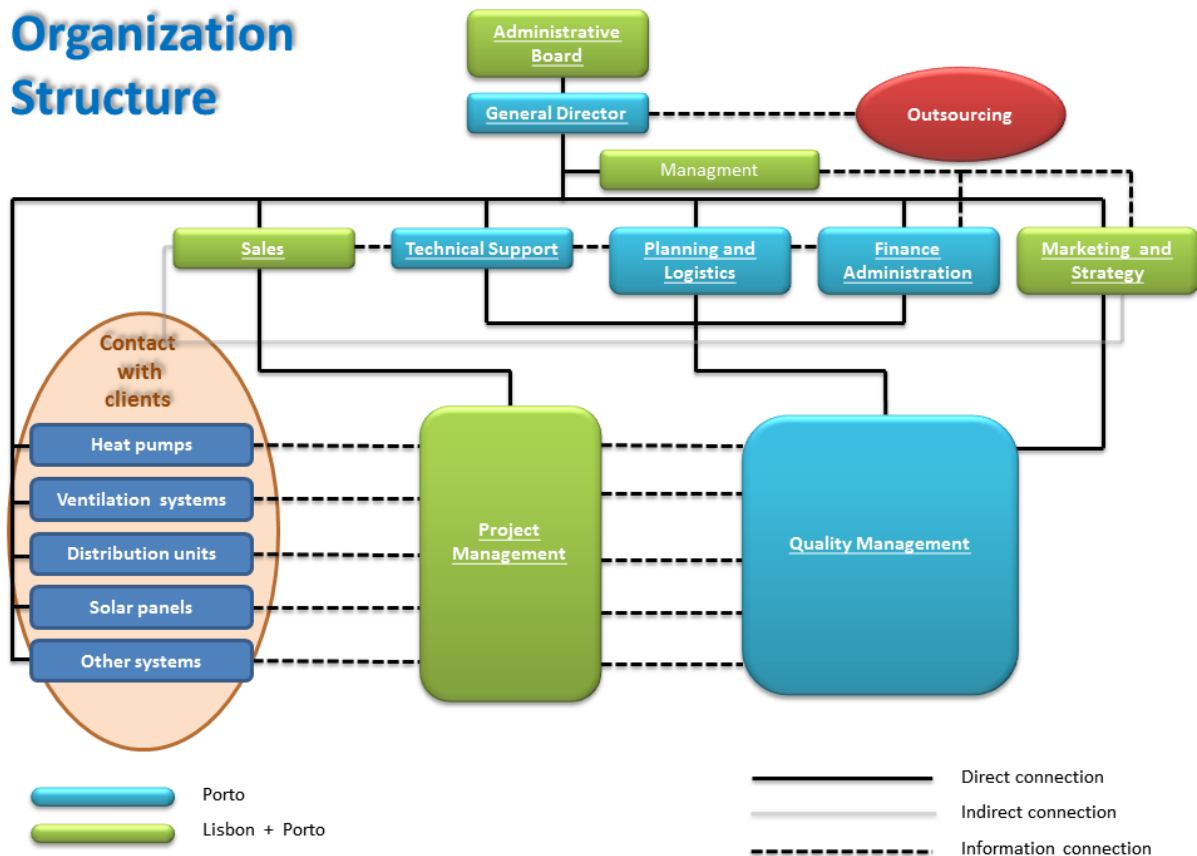 Organization
Structure
Administrative
Board
General Director
Outsourcing
Managment
Sales
Technical Support
Planning and
Logistics
Finance
Administration
Marketing and
Strategy
Contact
with
clients
Heat pumps
Ventilation systems
Distribution units
Solar panels
Other systems
Project
Management
Quality Management
Porto
Lisbon + Porto
Direct connection
Indirect connection
Information connection